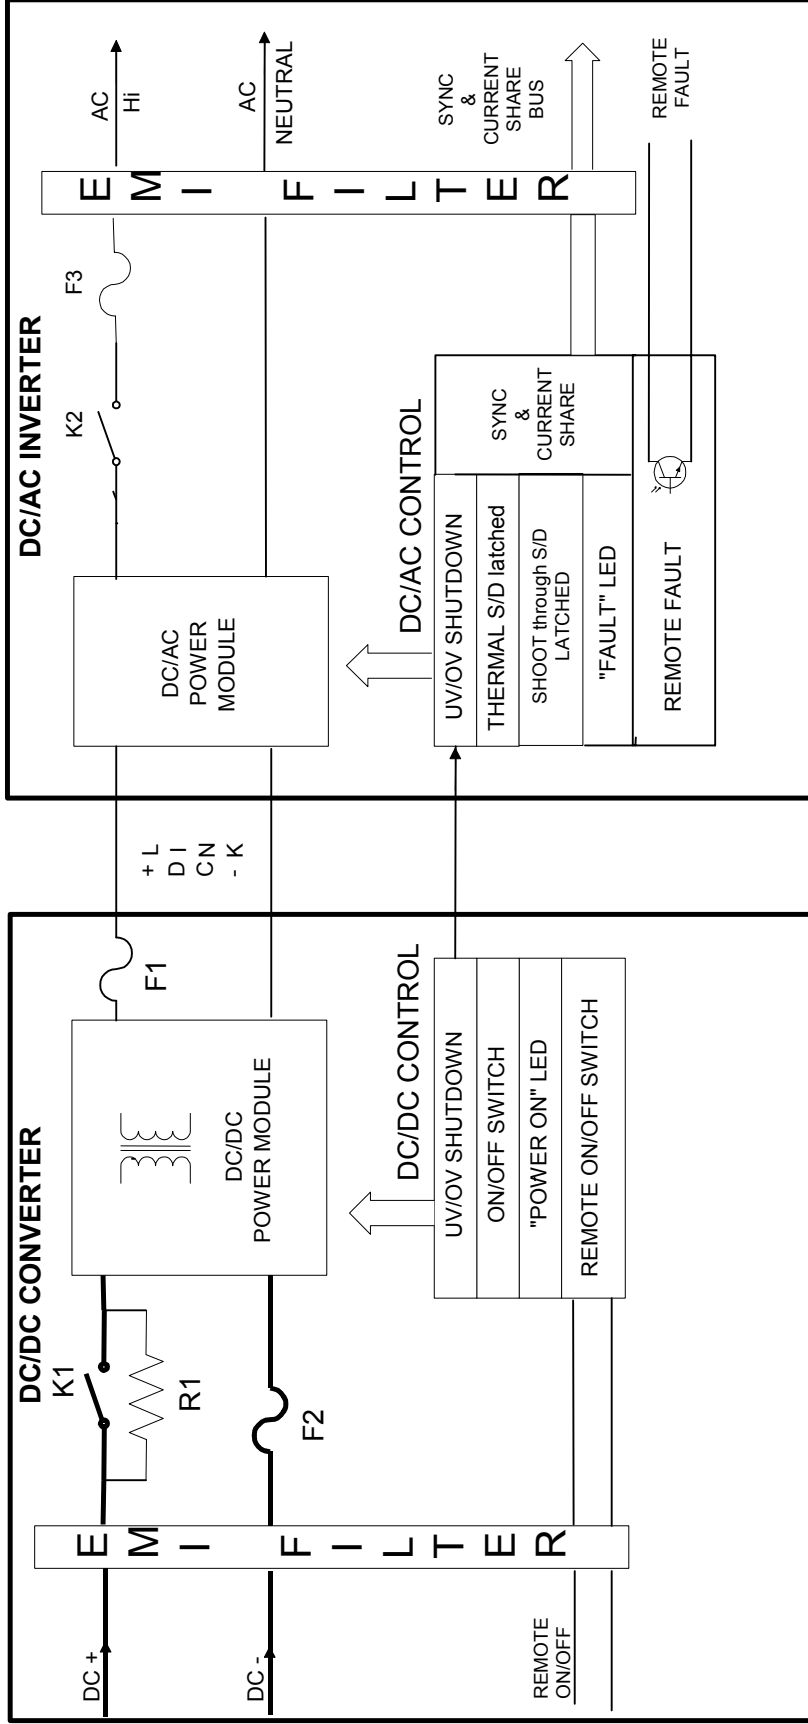 DC/DC CONVERTER
DC +
DC -
REMOTE
ON/OFF
EMI FILTER
K1
R1
F2
DC/DC
POWER MODULE
F1
DC/DC CONTROL
UV/OV SHUTDOWN
ON/OFF SWITCH
"POWER ON" LED
REMOTE ON/OFF SWITCH
+ L
D I
C N
- K
DC/AC INVERTER
DC/AC
POWER
MODULE
K2
F3
DC/AC CONTROL
UV/OV SHUTDOWN
THERMAL S/D latched
SHOOT through S/D
LATCHED
"FAULT" LED
REMOTE FAULT
SYNC
&
CURRENT
SHARE
EMI FILTER
AC
Hi
AC
NEUTRAL
SYNC
&
CURRENT
SHARE
BUS
REMOTE
FAULT